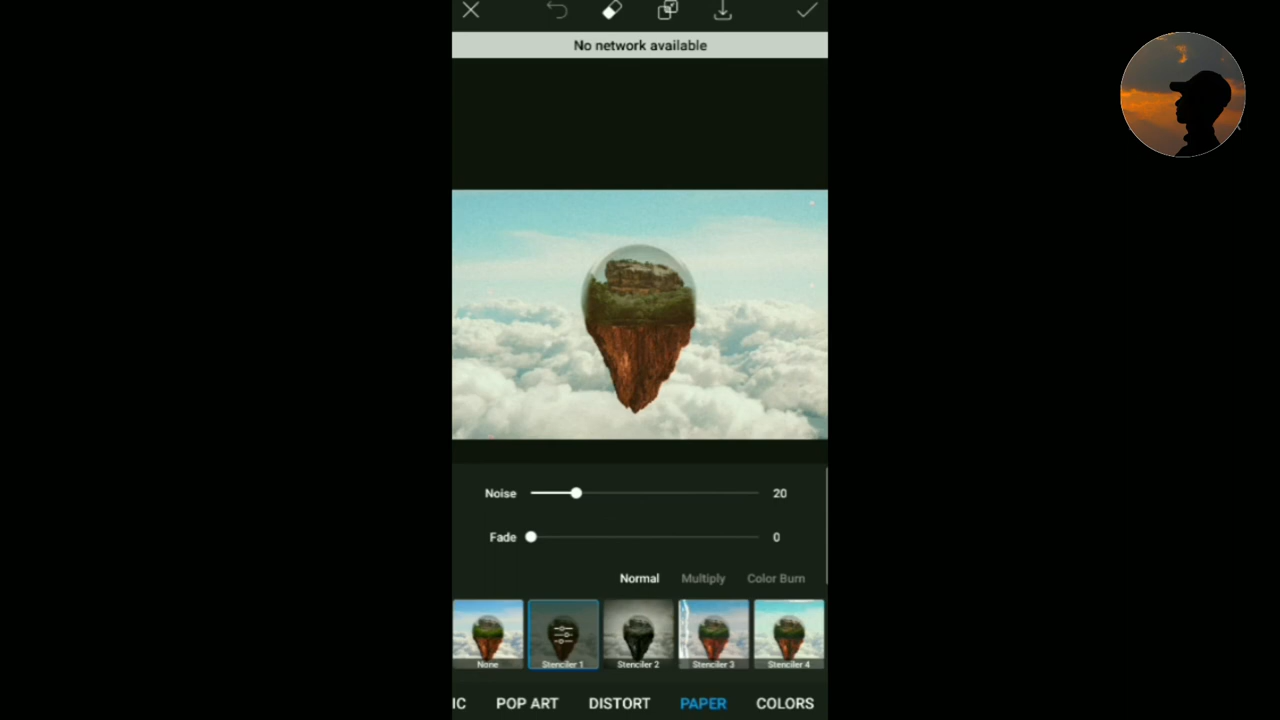 No network available
Noise 20
Fade 0
Normal Multiply Color Burn
None Stenciler 1 Stenciler 2 Stenciler 3 Stenciler 4
IC POP ART DISTORT PAPER COLORS